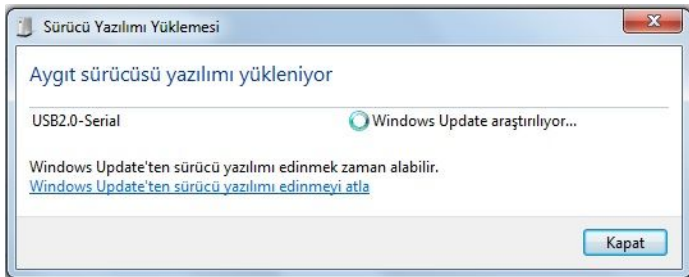 Sürücü Yazılımı Yüklemesi
Aygıt sürücüsü yazılımı yükleniyor
USB2.0-Serial Windows Update araştırılıyor...
Windows Update'ten sürücü yazılımı edinmek zaman alabilir.
Windows Update'ten sürücü yazılımı edinmeyi atla
Kapat